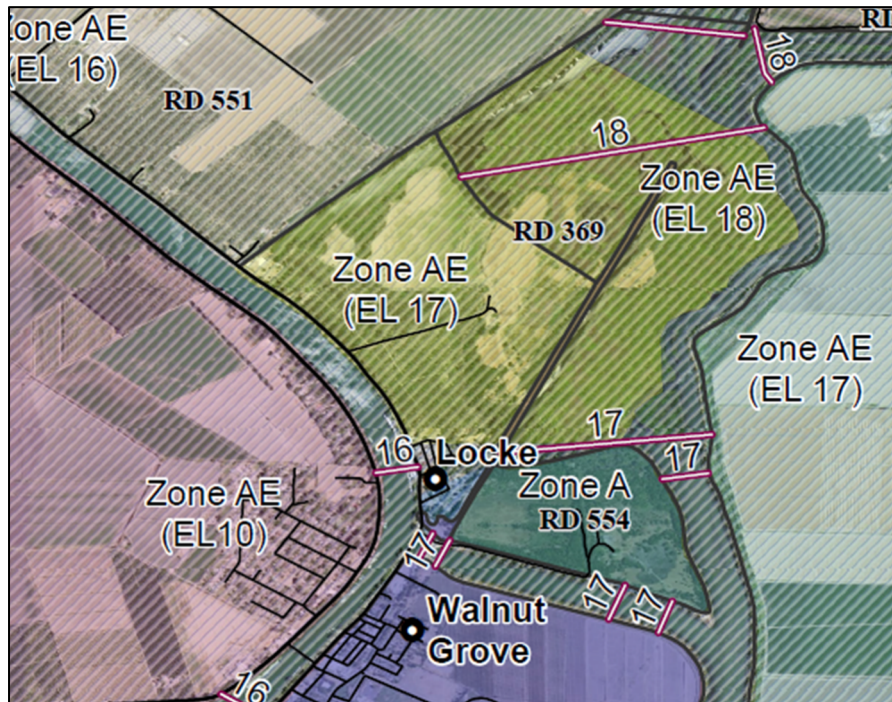 Zone AE
(EL 16)
RD 551
RD
18
18
Zone AE
(EL 18)
RD 369
Zone AE
(EL 17)
Zone AE
(EL 17)
17
16
Locke
17
Zone A
RD 554
Zone AE
(EL10)
17
17
17
Walnut
Grove
16